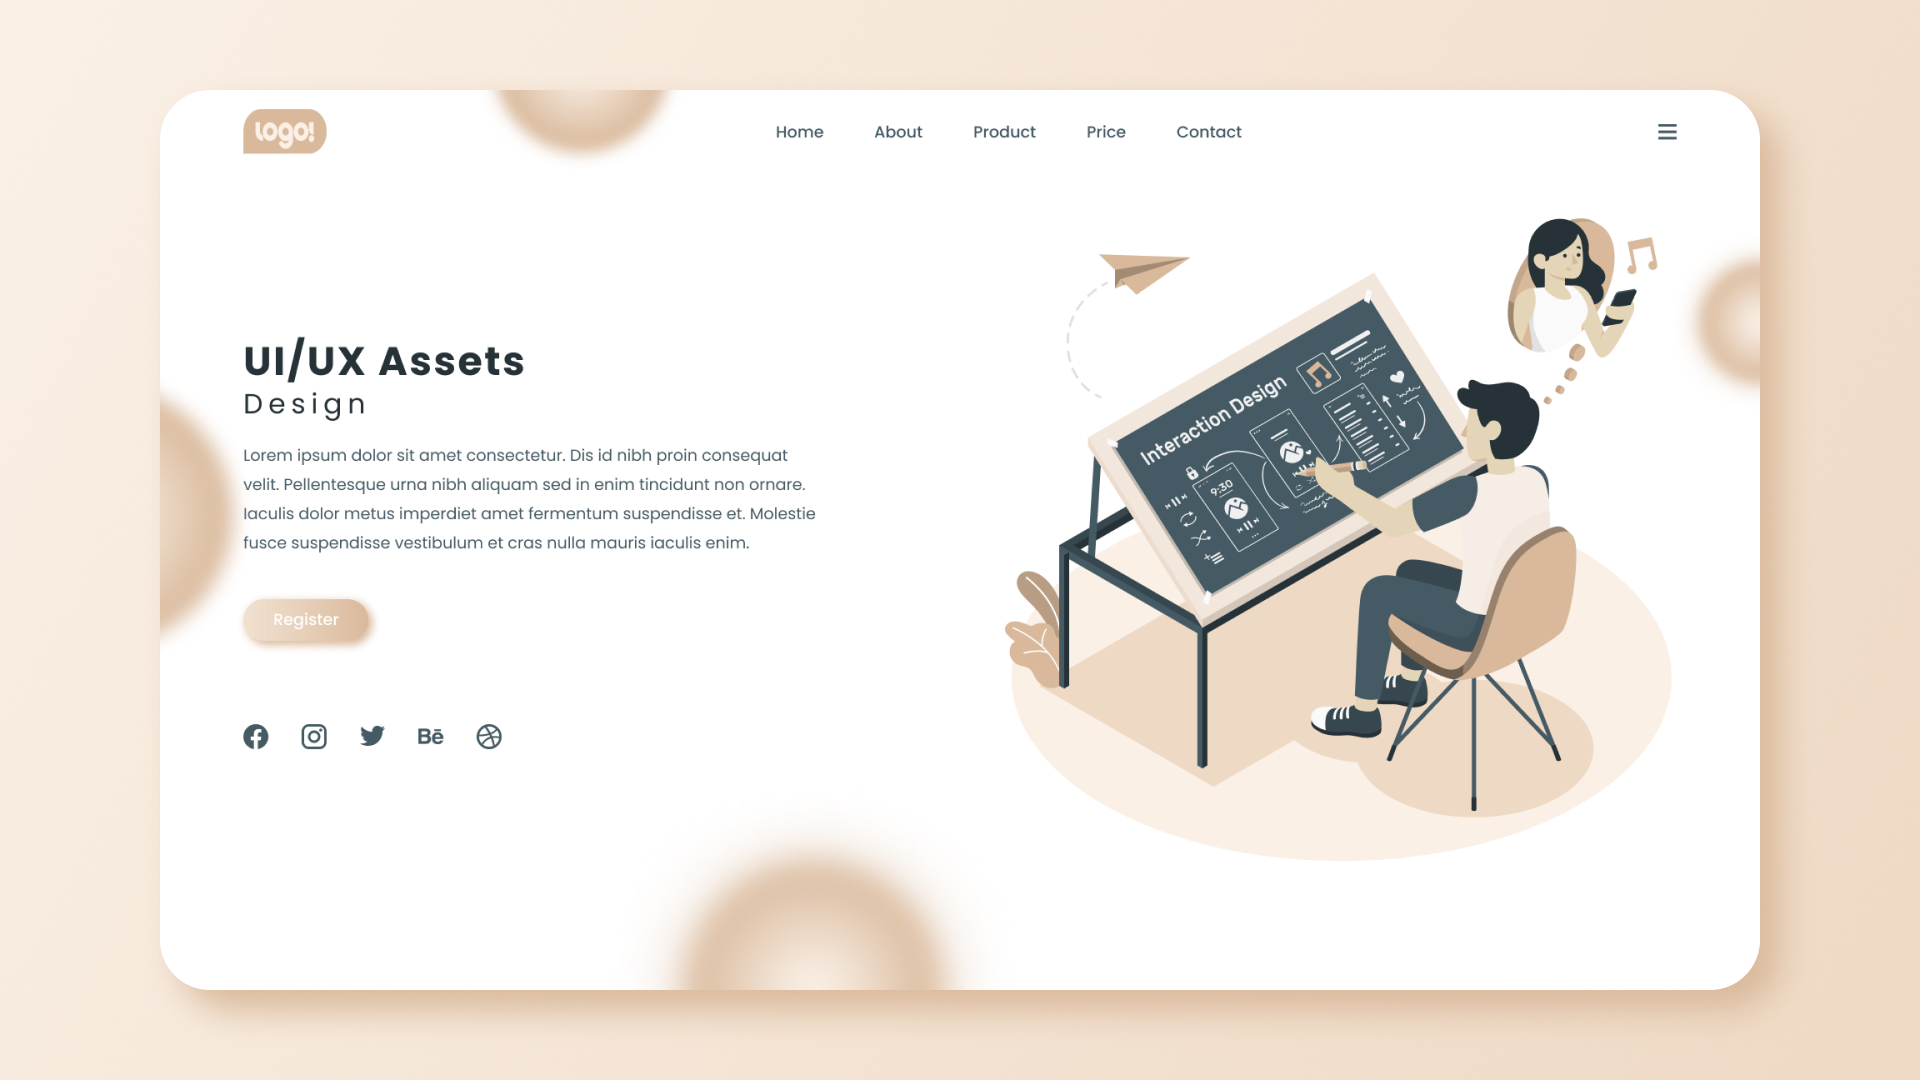 logo!
Home
About
Product
Price
Contact
UI/UX Assets
Design
Lorem ipsum dolor sit amet consectetur. Dis id nibh proin consequat
velit. Pellentesque urna nibh aliquam sed in enim tincidunt non ornare.
Iaculis dolor metus imperdiet amet fermentum suspendisse et. Molestie
fusce suspendisse vestibulum et cras nulla mauris iaculis enim.
Register
Bē
Interaction Design
9:30